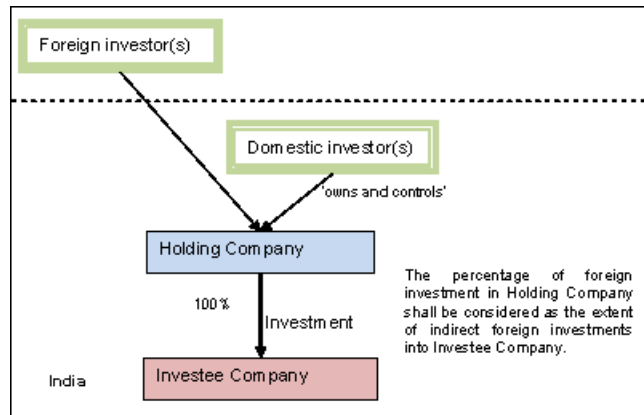 Foreign investor(s)
Domestic investor(s)
'owns and controls'
Holding Company
The percentage of foreign
investment in Holding Company
shall be considered as the extent
of indirect foreign investments
into Investee Company.
100%
Investment
Investee Company
India